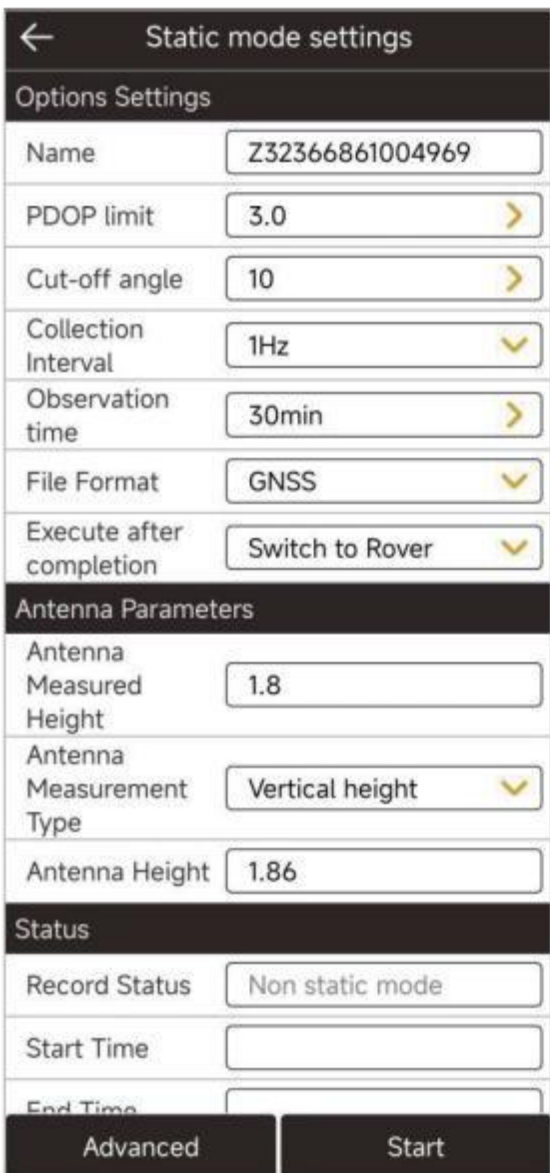 Static mode settings
Options Settings
Name Z32366861004969
PDOP limit 3.0
Cut-off angle 10
Collection
Interval
1Hz
Observation
time
30min
File Format GNSS
Execute after
completion
Switch to Rover
Antenna Parameters
Antenna
Measured
Height
1.8
Antenna
Measurement
Type
Vertical height
Antenna Height 1.86
Status
Record Status Non static mode
Start Time
End Time
Advanced Start